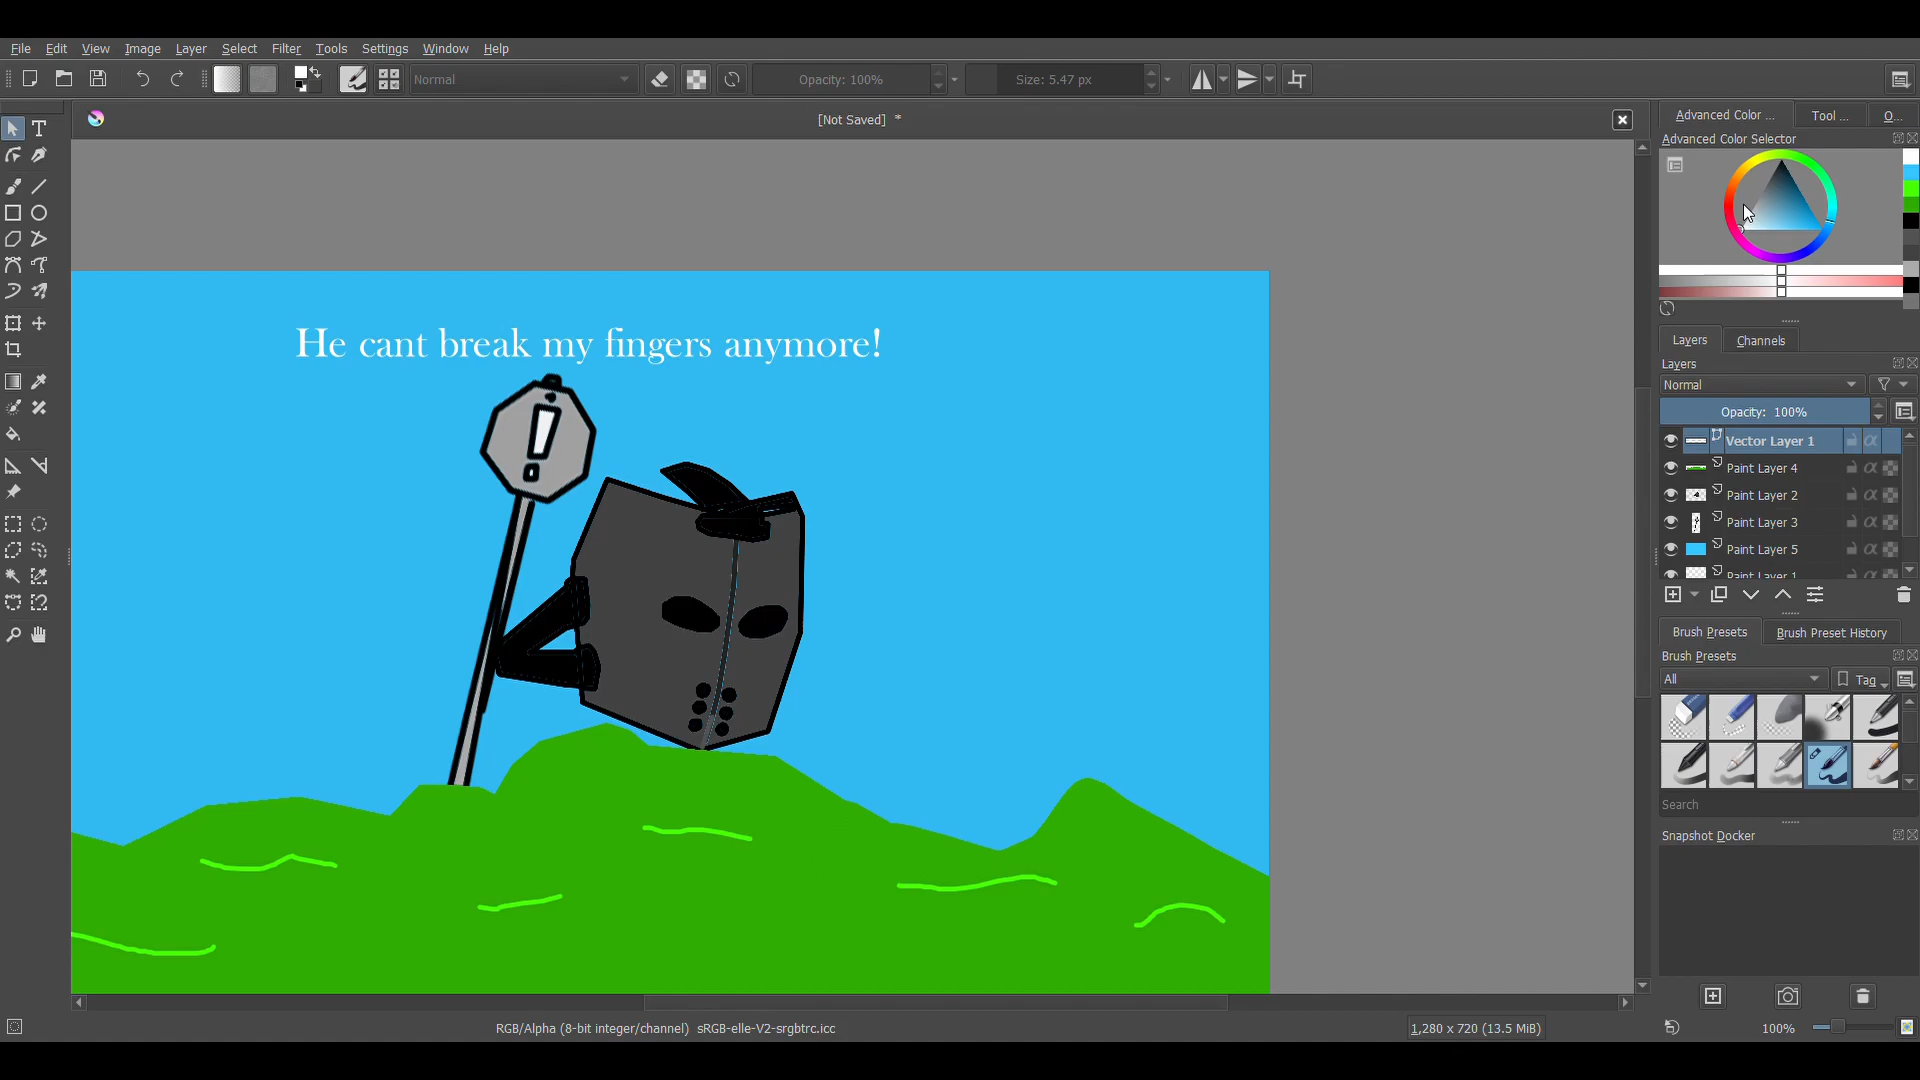 File Edit View Image Layer Select Filter Tools Settings Window Help
Normal Opacity: 100% Size: 5.47 px
[Not Saved] *
Advanced Color ... Tool ... O...
Advanced Color Selector
He cant break my fingers anymore!
!
Layers Channels
Layers
Normal
Opacity: 100%
Vector Layer 1
Paint Layer 4
Paint Layer 2
Paint Layer 3
Paint Layer 5
Paint Layer 1
Brush Presets Brush Preset History
Brush Presets
All Tag
Search
Snapshot Docker
RGB/Alpha (8-bit integer/channel) sRGB-elle-V2-srgbtrc.icc 1,280 x 720 (13.5 MiB) 100%